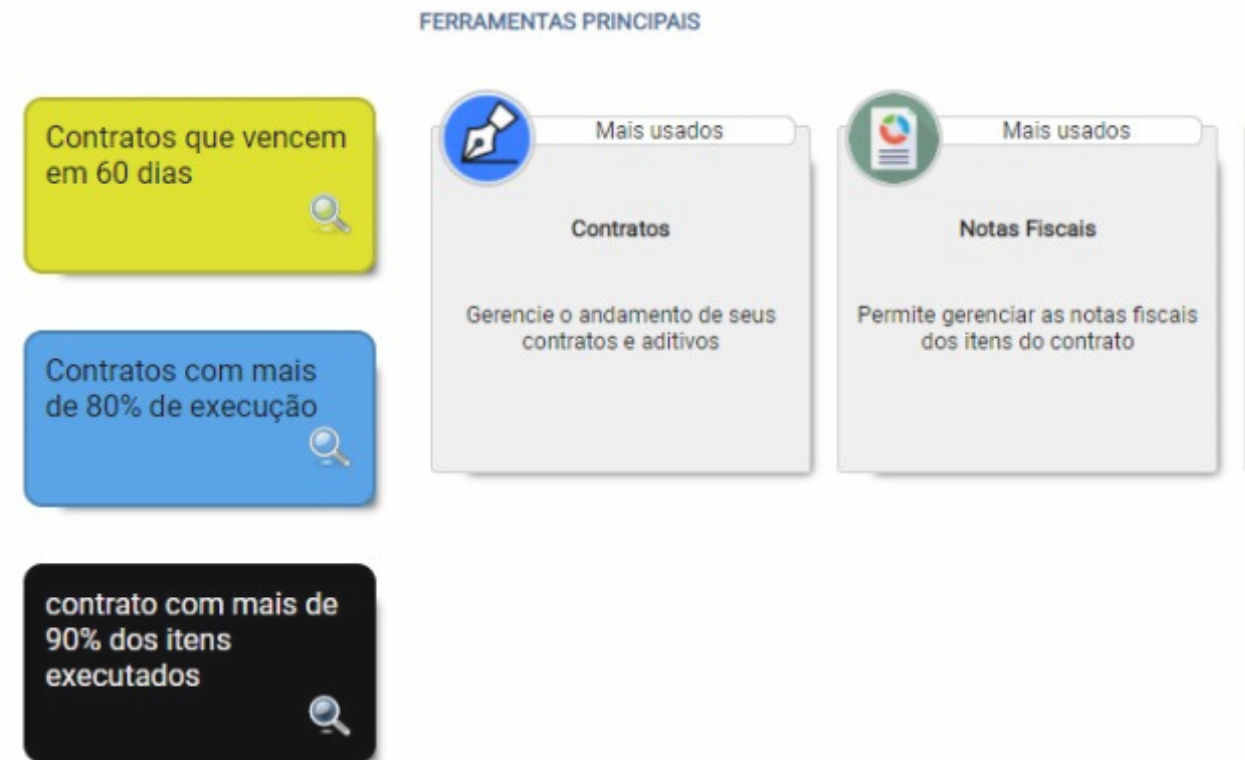 FERRAMENTAS PRINCIPAIS
Contratos que vencem
em 60 dias
Contratos com mais
de 80% de execução
contrato com mais de
90% dos itens
executados
Mais usados
Contratos
Gerencie o andamento de seus
contratos e aditivos
Mais usados
Notas Fiscais
Permite gerenciar as notas fiscais
dos itens do contrato